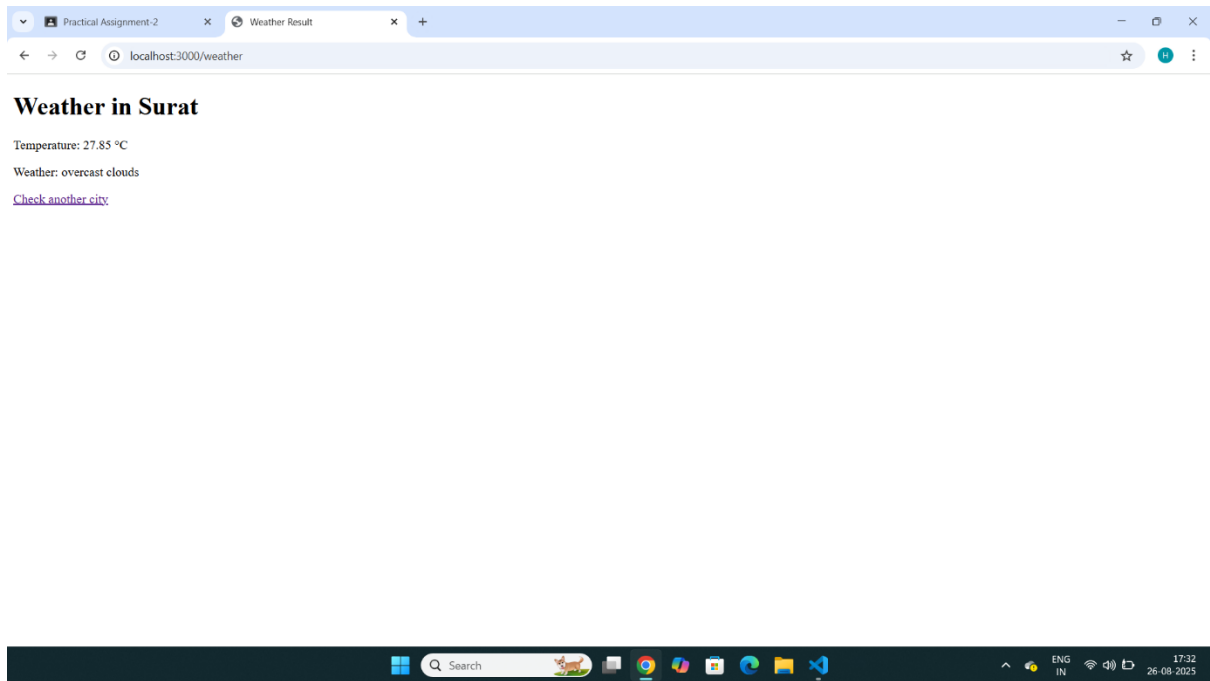 Practical Assignment-2
Weather Result
localhost:3000/weather
H
Weather in Surat
Temperature: 27.85 °C
Weather: overcast clouds
Check another city
Search
ENG
IN
17:32
26-08-2025